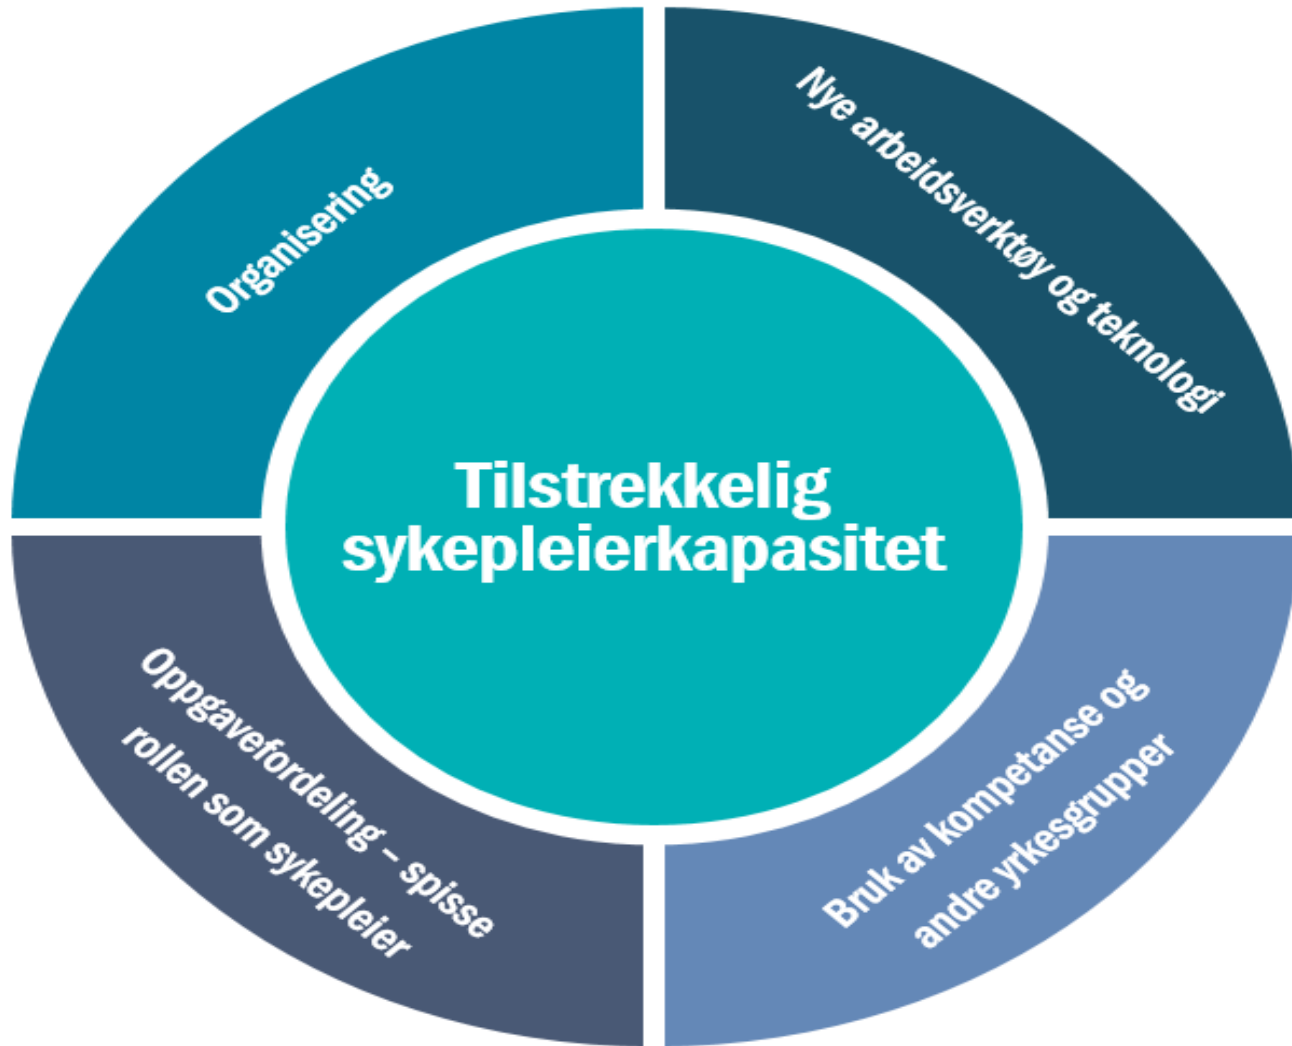 Organisering
Nye arbeidsverktøy og teknologi
Tilstrekkelig
sykepleierkapasitet
Oppgavefordeling – spisse
rollen som sykepleier
Bruk av kompetanse og
andre yrkesgrupper